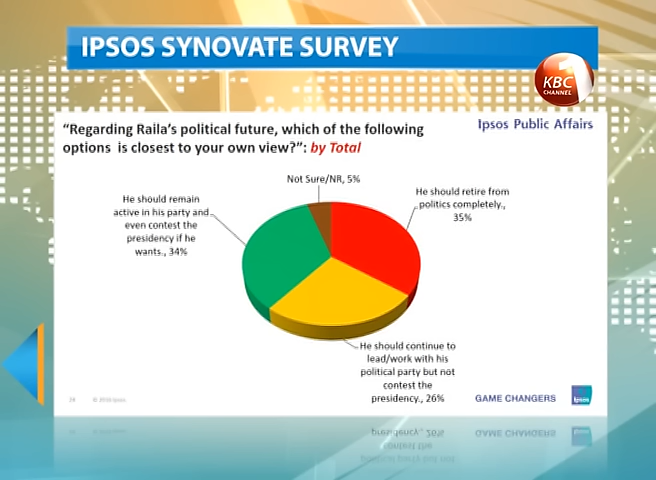 IPSOS SYNOVATE SURVEY
KBC
CHANNEL
1
"Regarding Raila's political future, which of the following
options is closest to your own view?": by Total
Ipsos Public Affairs
Not Sure/NR, 5%
He should retire from
politics completely.,
35%
He should remain
active in his party and
even contest the
presidency if he
wants., 34%
He should continue to
lead/work with his
political party but not
contest the
presidency., 26%
GAME CHANGERS
Ipsos